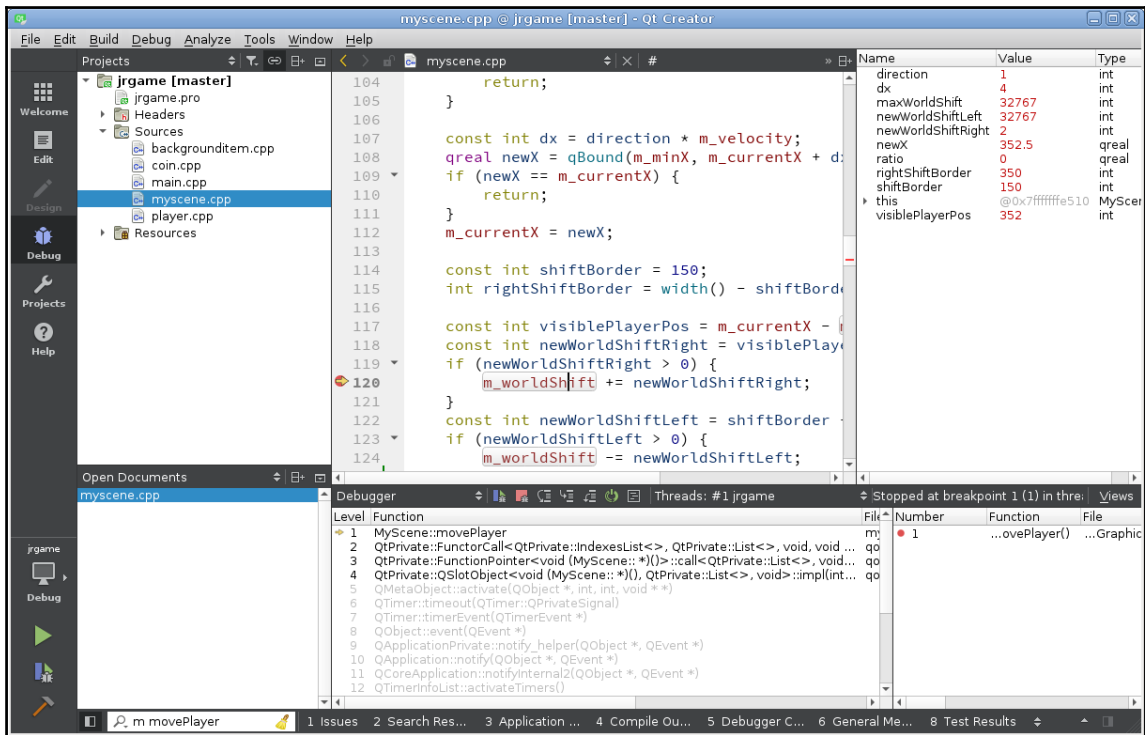 myscene.cpp @ jrgame [master] - Qt Creator
File Edit Build Debug Analyze Tools Window Help
Projects
jrgame [master]
jrgame.pro
Headers
Sources
backgrounditem.cpp
coin.cpp
main.cpp
myscene.cpp
player.cpp
Resources
Welcome
Edit
Design
Debug
Projects
Help
jrgame
Debug
Open Documents
myscene.cpp
myscene.cpp #
104 return;
105 }
106
107 const int dx = direction * m_velocity;
108 qreal newX = qBound(m_minX, m_currentX + d
109 if (newX == m_currentX) {
110 return;
111 }
112 m_currentX = newX;
113
114 const int shiftBorder = 150;
115 int rightShiftBorder = width() - shiftBord
116
117 const int visiblePlayerPos = m_currentX -
118 const int newWorldShiftRight = visiblePlay
119 if (newWorldShiftRight > 0) {
120 m_worldShift += newWorldShiftRight;
121 }
122 const int newWorldShiftLeft = shiftBorder
123 if (newWorldShiftLeft > 0) {
124 m_worldShift -= newWorldShiftLeft;
Name Value Type
direction 1 int
dx 4 int
maxWorldShift 32767 int
newWorldShiftLeft 32767 int
newWorldShiftRight 2 int
newX 352.5 qreal
ratio 0 qreal
rightShiftBorder 350 int
shiftBorder 150 int
this @0x7fffffffe510 MyScer
visiblePlayerPos 352 int
Debugger Threads: #1 jrgame Stopped at breakpoint 1 (1) in threa Views
Level Function File
1 MyScene::movePlayer my
2 QtPrivate::FunctorCall<QtPrivate::IndexesList<>, QtPrivate::List<>, void, void ... qo
3 QtPrivate::FunctionPointer<void (MyScene:: *)()>::call<QtPrivate::List<>, void... qo
4 QtPrivate::QSlotObject<void (MyScene:: *)(), QtPrivate::List<>, void>::impl(int... qo
5 QMetaObject::activate(QObject *, int, int, void * *)
6 QTimer::timeout(QTimer::QPrivateSignal)
7 QTimer::timerEvent(QTimerEvent *)
8 QObject::event(QEvent *)
9 QApplicationPrivate::notify_helper(QObject *, QEvent *)
10 QApplication::notify(QObject *, QEvent *)
11 QCoreApplication::notifyInternal2(QObject *, QEvent *)
12 QTimerInfoList::activateTimers()
Number Function File
1 ...ovePlayer() ...Graphic
m movePlayer 1 Issues 2 Search Res... 3 Application ... 4 Compile Ou... 5 Debugger C... 6 General Me... 8 Test Results